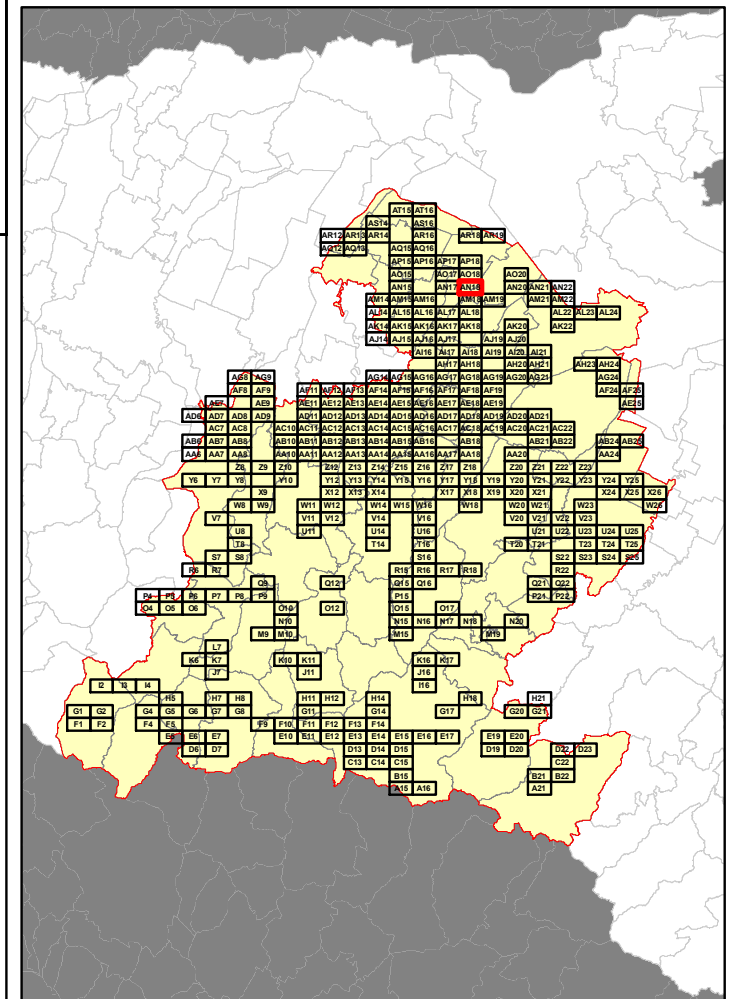 AT15 AT16
AS14 AS16
AR12 AR13 AR14 AR16 AR18 AR19
AQ12 AQ13 AQ15 AQ16
AP15 AP16 AP17 AP18
AO15 AO17 AO18 AO20
AN15 AN17 AN18 AN20 AN21 AN22
AM14 AM15 AM16 AM18 AM19 AM21 AM22
AL14 AL15 AL16 AL17 AL18 AL22 AL23 AL24
AK14 AK15 AK16 AK17 AK18 AK20 AK22
AJ14 AJ15 AJ16 AJ17 AJ19 AJ20
AI16 AI17 AI18 AI19 AI20 AI21
AH17 AH18 AH20 AH21 AH23 AH24
AG8 AG9 AG14 AG15 AG16 AG17 AG18 AG19 AG20 AG21 AG24
AF8 AF9 AF11 AF12 AF13 AF14 AF15 AF16 AF17 AF18 AF19 AF24 AF25
AE7 AE9 AE11 AE12 AE13 AE14 AE15 AE16 AE17 AE18 AE19 AE25
AD6 AD7 AD8 AD9 AD11 AD12 AD13 AD14 AD15 AD16 AD17 AD18 AD19 AD20 AD21
AC7 AC8 AC10 AC11 AC12 AC13 AC14 AC15 AC16 AC17 AC18 AC19 AC20 AC21 AC22
AB6 AB7 AB8 AB10 AB11 AB12 AB13 AB14 AB15 AB16 AB18 AB21 AB22 AB24 AB25
AA6 AA7 AA8 AA10 AA11 AA12 AA13 AA14 AA15 AA16 AA17 AA18 AA20 AA24
Z8 Z9 Z10 Z12 Z13 Z14 Z15 Z16 Z17 Z18 Z20 Z21 Z22 Z23
Y6 Y7 Y8 Y10 Y12 Y13 Y14 Y15 Y16 Y17 Y18 Y19 Y20 Y21 Y22 Y23 Y24 Y25
X9 X12 X13 X14 X17 X18 X19 X20 X21 X24 X25 X26
W8 W9 W11 W12 W14 W15 W16 W18 W20 W21 W23 W26
V7 V11 V12 V14 V16 V20 V21 V22 V23
U8 U11 U14 U16 U21 U22 U23 U24 U25
T8 T14 T16 T20 T21 T23 T24 T25
S7 S8 S16 S22 S23 S24 S25
R6 R7 R15 R16 R17 R18 R22
Q9 Q12 Q15 Q16 Q21 Q22
P4 P5 P6 P7 P8 P9 P15 P21 P22
O4 O5 O6 O10 O12 O15 O17
N10 N15 N16 N17 N18 N20
M9 M10 M15 M19
L7
K6 K7 K10 K11 K16 K17
J7 J11 J16
I2 I3 I4 I16
H5 H7 H8 H11 H12 H14 H18 H21
G1 G2 G4 G5 G6 G7 G8 G11 G14 G17 G20 G21
F1 F2 F4 F5 F9 F10 F11 F12 F13 F14
E5 E6 E7 E10 E11 E12 E13 E14 E15 E16 E17 E19 E20
D6 D7 D13 D14 D15 D19 D20 D22 D23
C13 C14 C15 C22
B15 B21 B22
A15 A16 A21